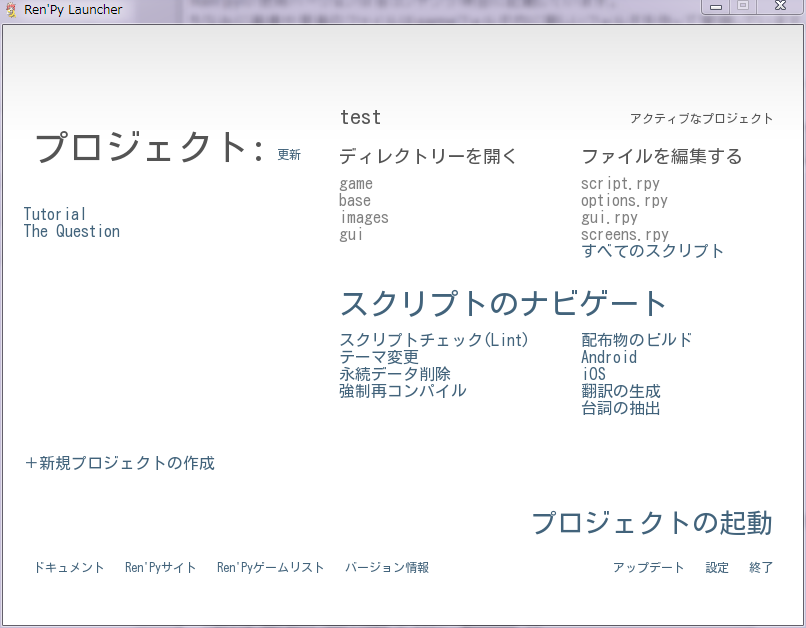 Ren'Py Launcher
プロジェクト: 更新
Tutorial
The Question
+新規プロジェクトの作成
test アクティブなプロジェクト
ディレクトリーを開く
game
base
images
gui
ファイルを編集する
script.rpy
options.rpy
gui.rpy
screens.rpy
すべてのスクリプト
スクリプトのナビゲート
スクリプトチェック(Lint)
テーマ変更
永続データ削除
強制再コンパイル
配布物のビルド
Android
iOS
翻訳の生成
台詞の抽出
プロジェクトの起動
ドキュメント Ren'Pyサイト Ren'Pyゲームリスト バージョン情報 アップデート 設定 終了